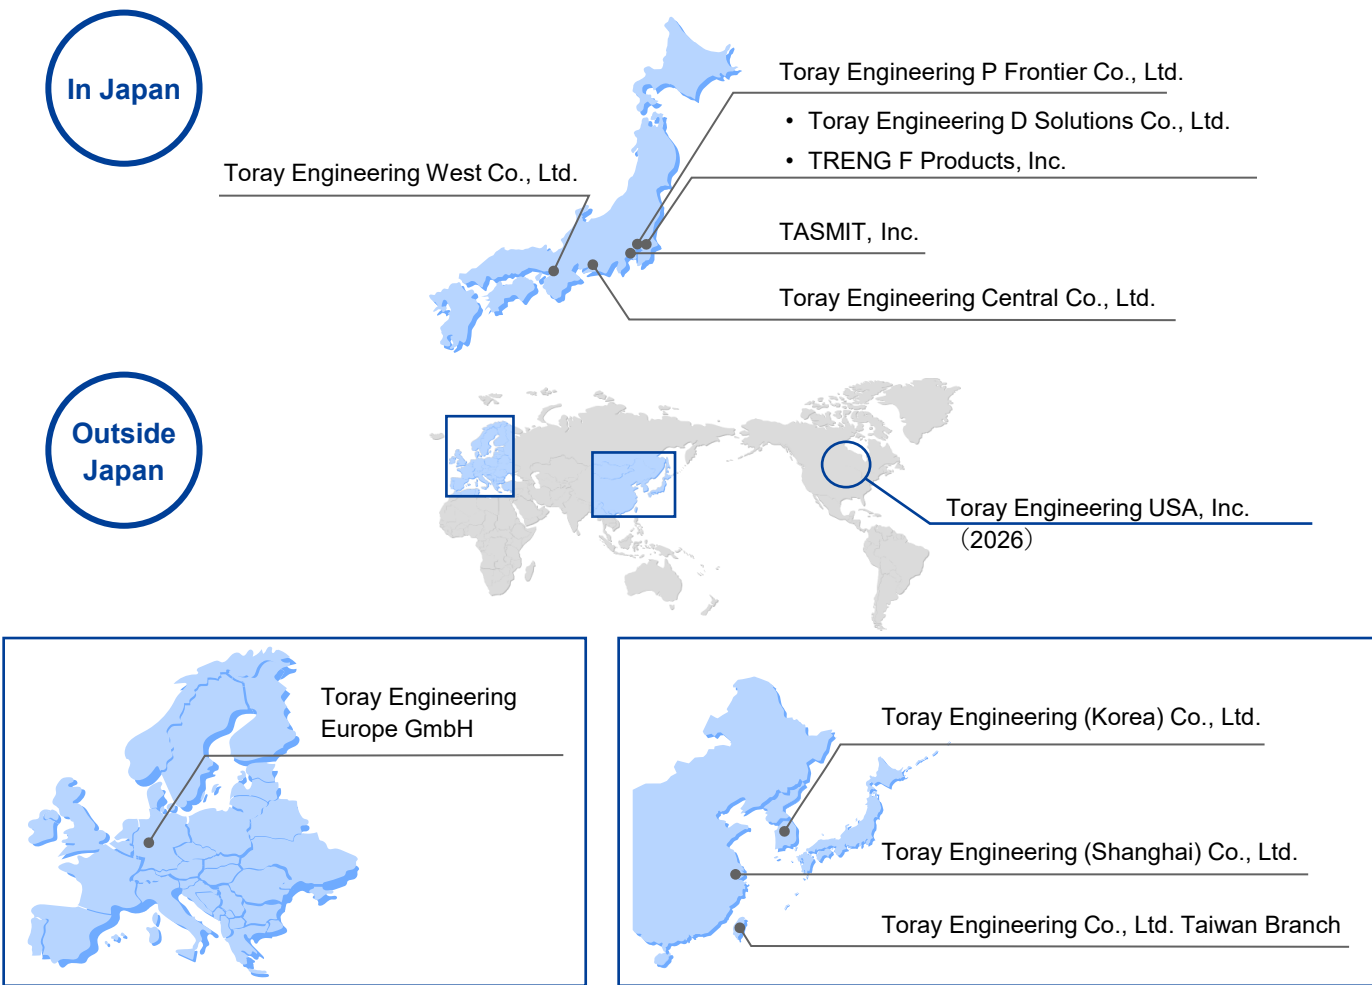 In Japan
Toray Engineering P Frontier Co., Ltd.
• Toray Engineering D Solutions Co., Ltd.
• TRENG F Products, Inc.
Toray Engineering West Co., Ltd.
TASMIT, Inc.
Toray Engineering Central Co., Ltd.
Outside
Japan
Toray Engineering USA, Inc.
（2026）
Toray Engineering
Europe GmbH
Toray Engineering (Korea) Co., Ltd.
Toray Engineering (Shanghai) Co., Ltd.
Toray Engineering Co., Ltd. Taiwan Branch